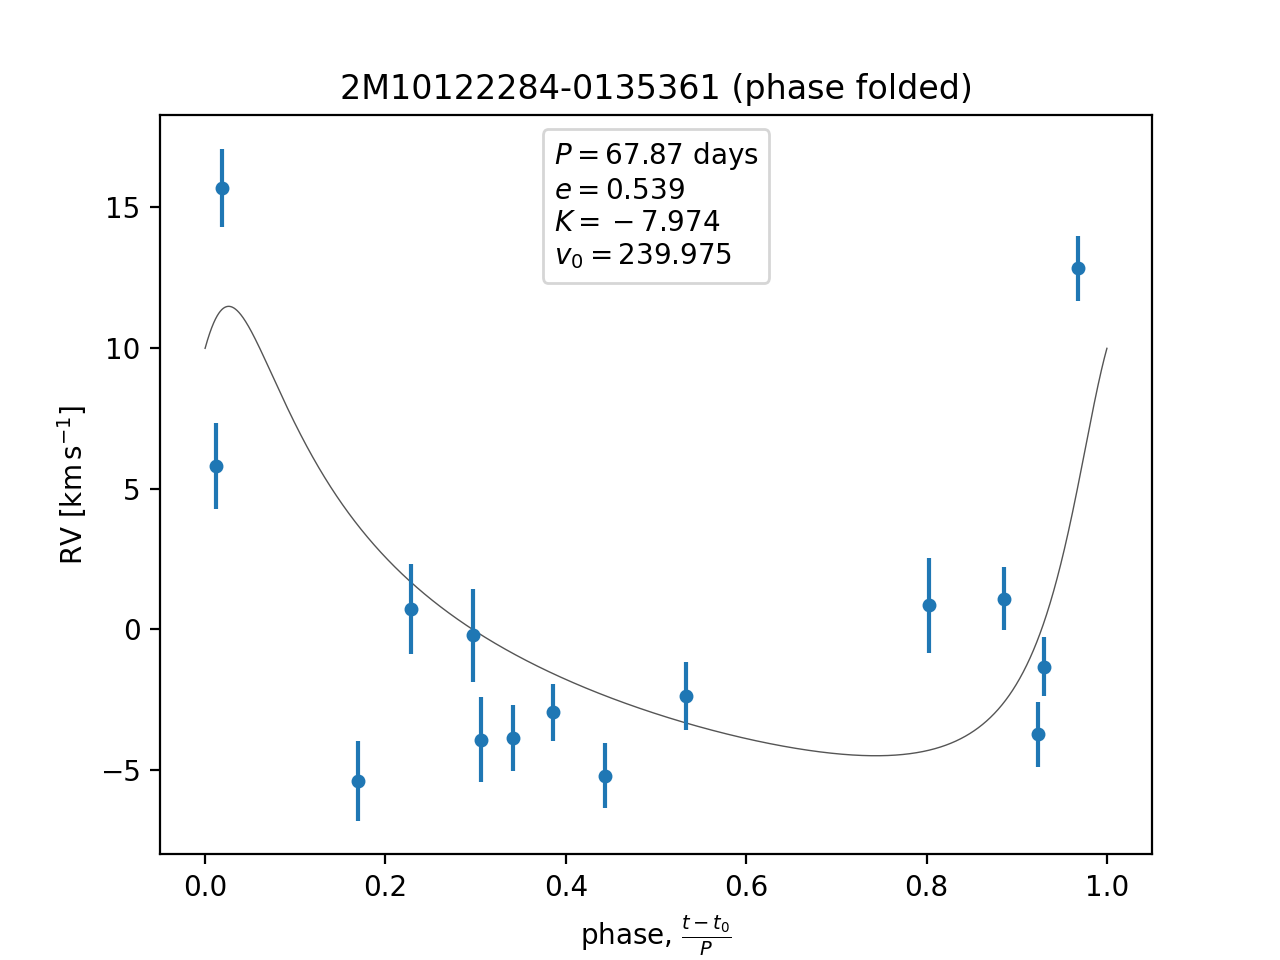 2M10122284-0135361 (phase folded)
P = 67.87 days
e = 0.539
K = −7.974
v₀ = 239.975
15
10
5
0
−5
RV [km s⁻¹]
0.0 0.2 0.4 0.6 0.8 1.0
phase, (t − t₀)/P